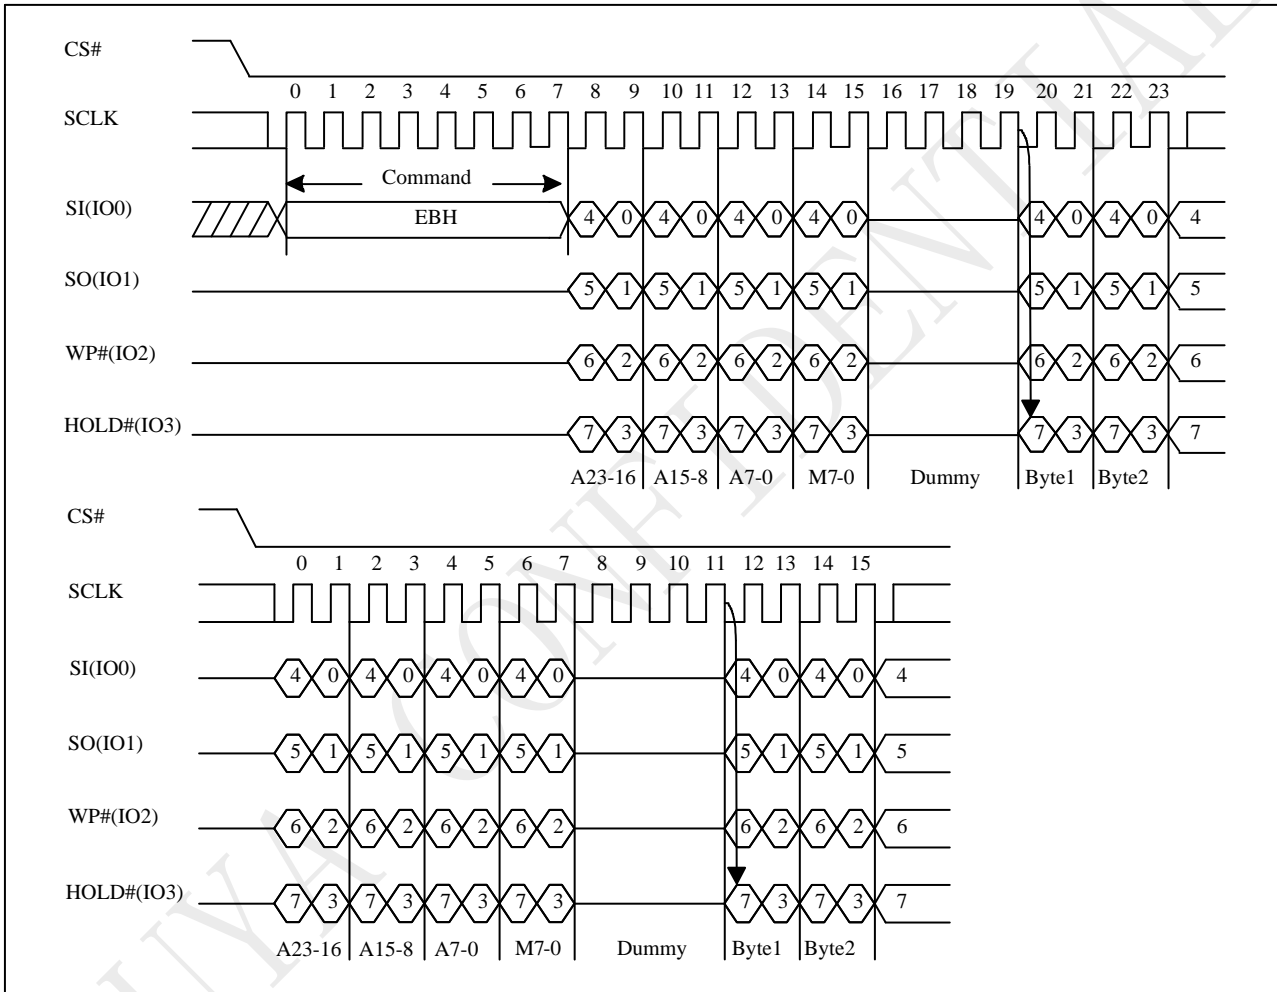 CS#
0 1 2 3 4 5 6 7 8 9 10 11 12 13 14 15 16 17 18 19 20 21 22 23
SCLK
Command
SI(IO0) EBH 4 0 4 0 4 0 4 0 4 0 4 0 4
SO(IO1) 5 1 5 1 5 1 5 1 5 1 5 1 5
WP#(IO2) 6 2 6 2 6 2 6 2 6 2 6 2 6
HOLD#(IO3) 7 3 7 3 7 3 7 3 7 3 7 3 7
A23-16 A15-8 A7-0 M7-0 Dummy Byte1 Byte2
CS#
0 1 2 3 4 5 6 7 8 9 10 11 12 13 14 15
SCLK
SI(IO0) 4 0 4 0 4 0 4 0 4 0 4 0 4
SO(IO1) 5 1 5 1 5 1 5 1 5 1 5 1 5
WP#(IO2) 6 2 6 2 6 2 6 2 6 2 6 2 6
HOLD#(IO3) 7 3 7 3 7 3 7 3 7 3 7 3 7
A23-16 A15-8 A7-0 M7-0 Dummy Byte1 Byte2
UYA CONFIDENTIAL